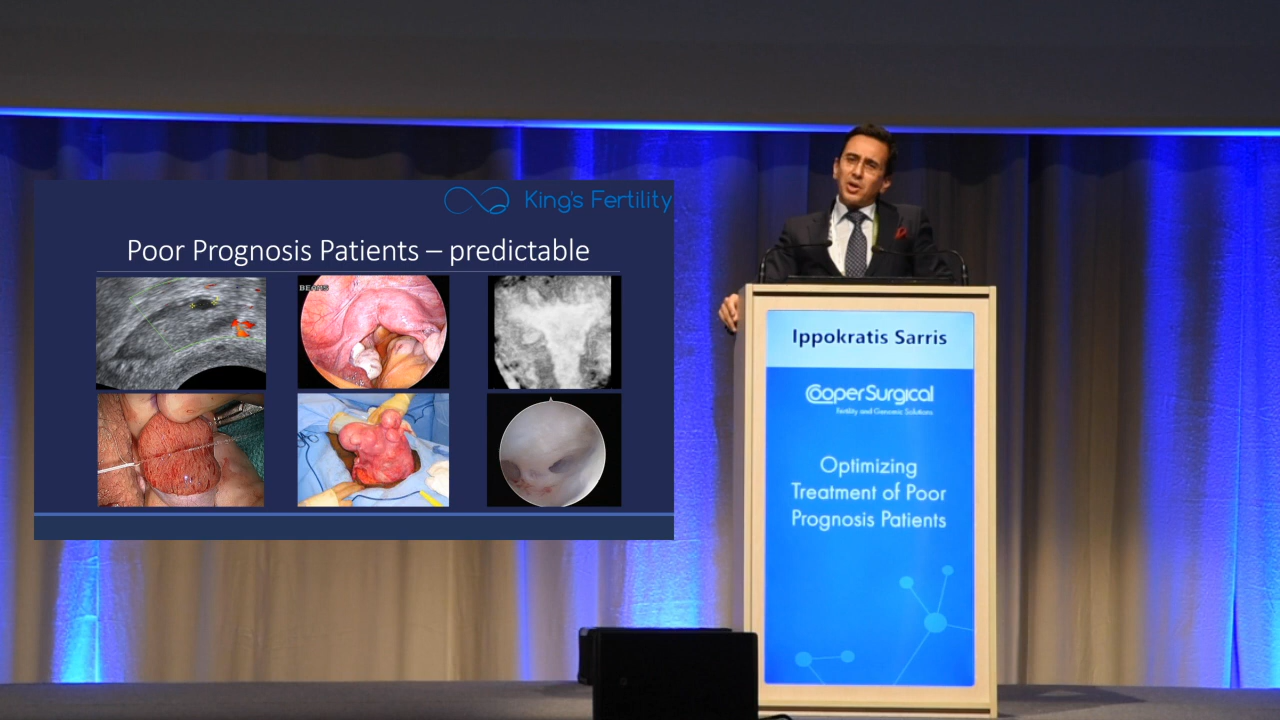 King's Fertility
Poor Prognosis Patients – predictable
BEAMS
Ippokratis Sarris
CooperSurgical
Fertility and Genomic Solutions
Optimizing
Treatment of Poor
Prognosis Patients